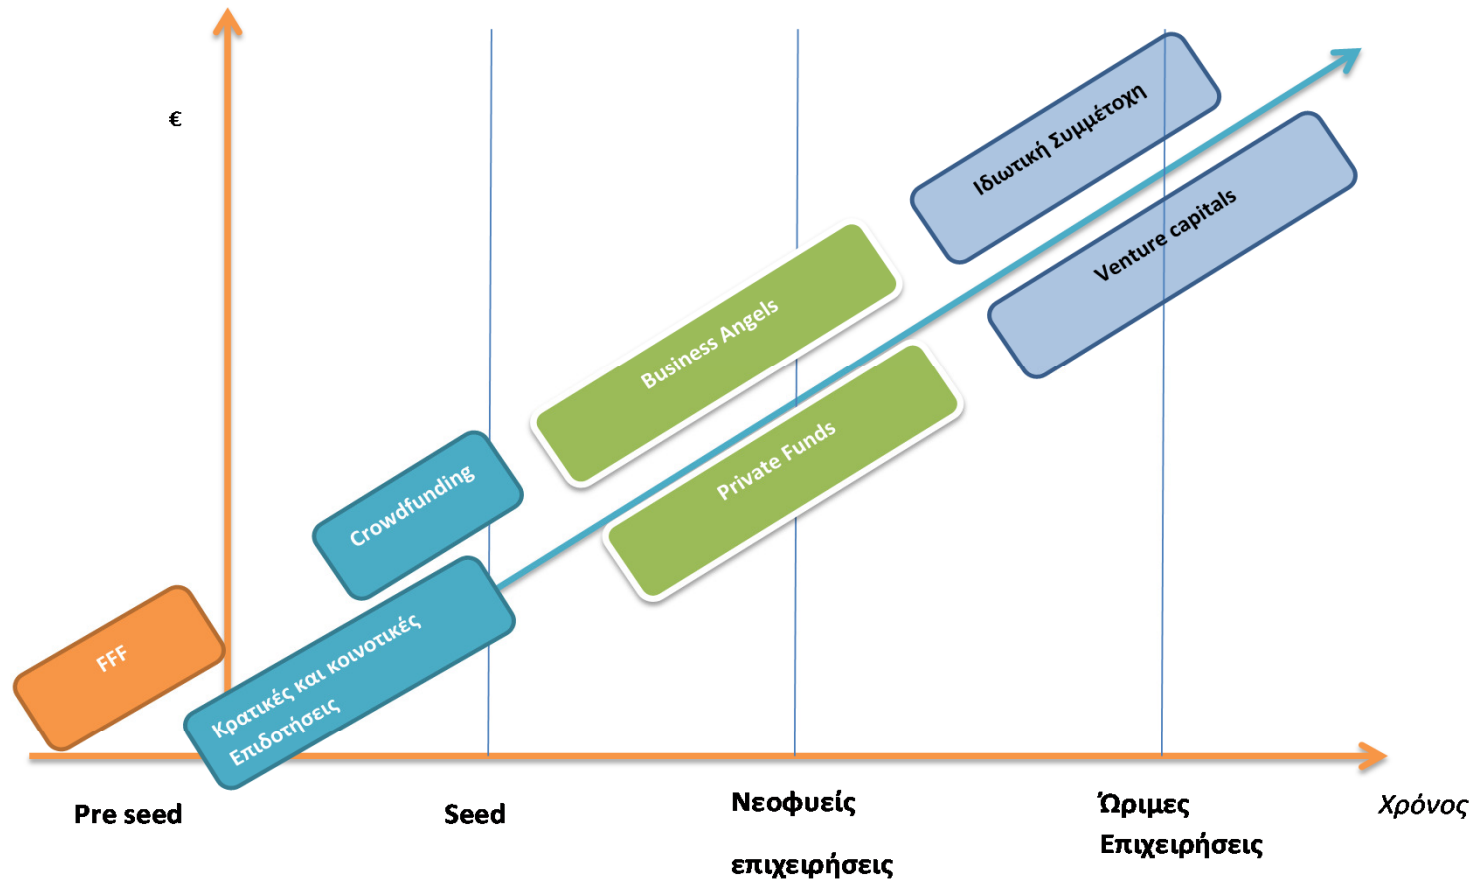 €
Ιδιωτική Συμμέτοχη
Venture capitals
Business Angels
Private Funds
Crowdfunding
FFF
Κρατικές και κοινοτικές
Επιδοτήσεις
Pre seed
Seed
Νεοφυείς
επιχειρήσεις
Ώριμες
Επιχειρήσεις
Χρόνος